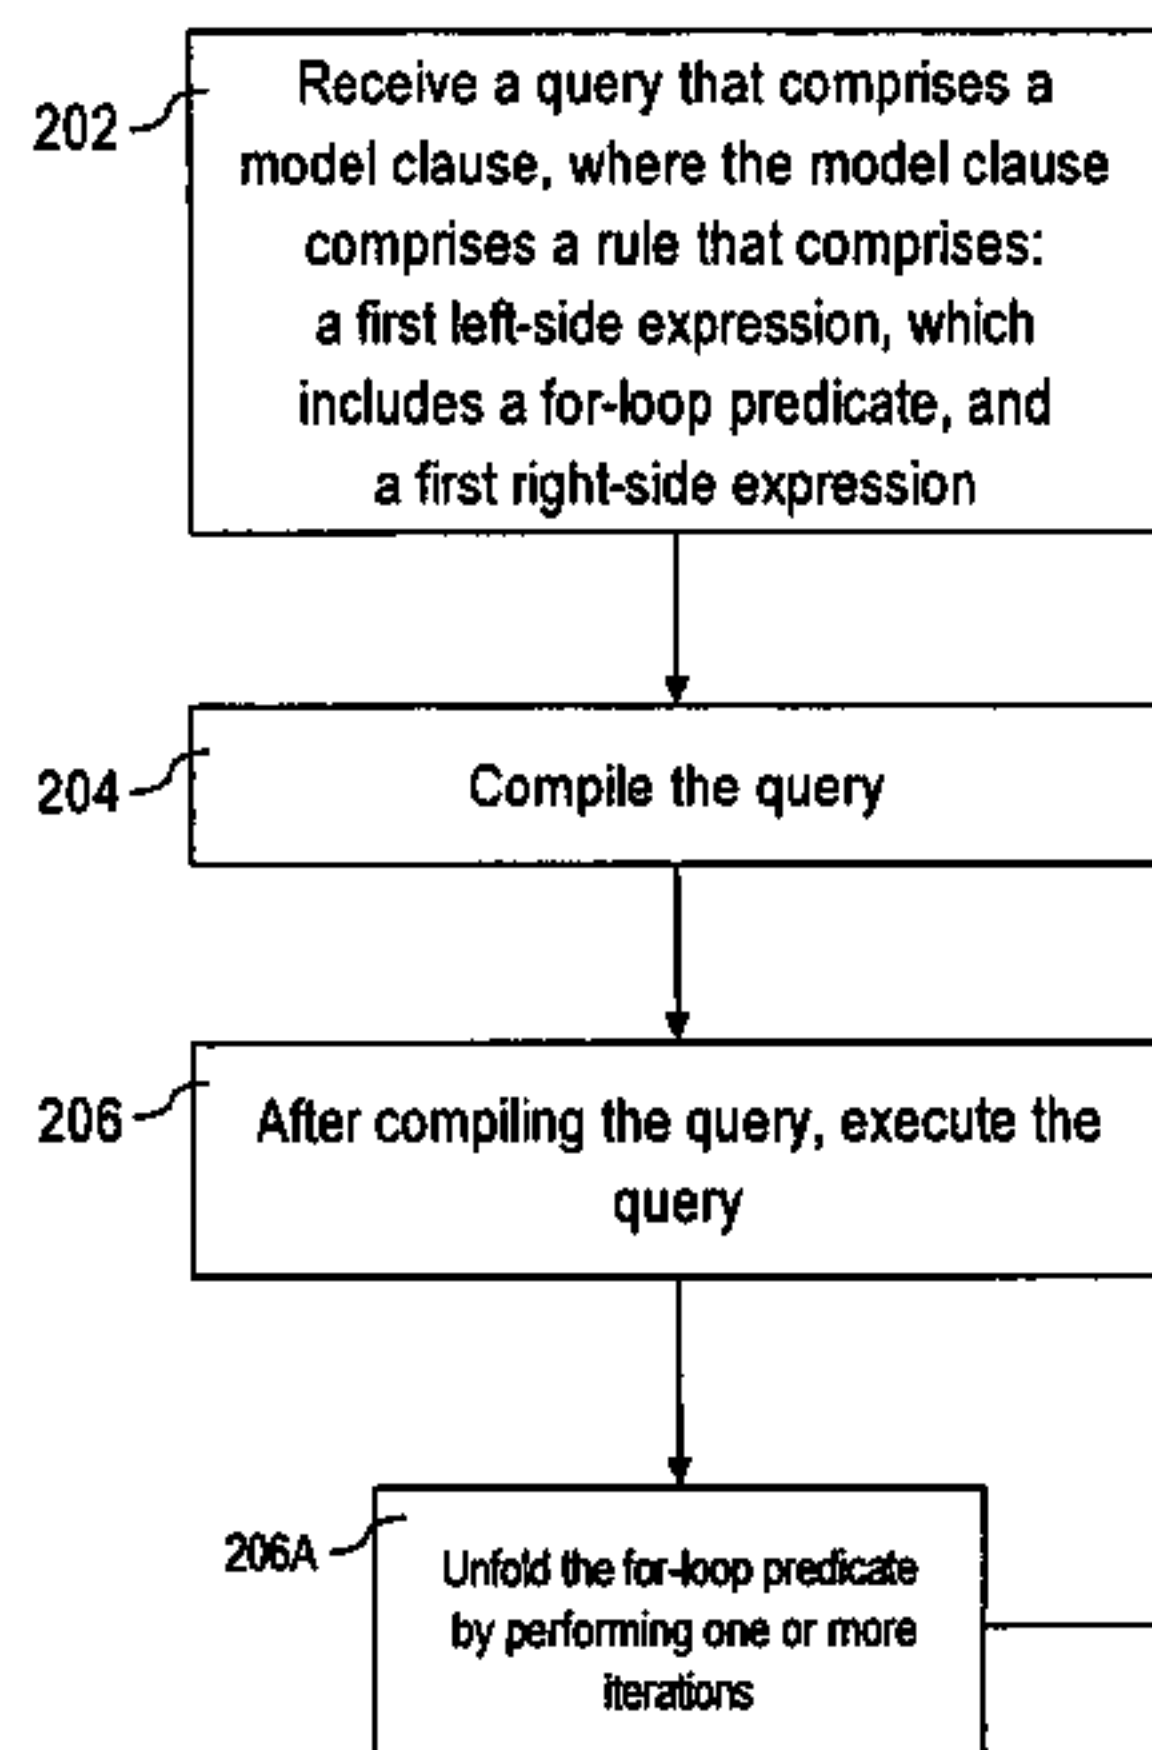 202
Receive a query that comprises a
model clause, where the model clause
comprises a rule that comprises:
a first left-side expression, which
includes a for-loop predicate, and
a first right-side expression
204
Compile the query
206
After compiling the query, execute the
query
206A
Unfold the for-loop predicate
by performing one or more
iterations